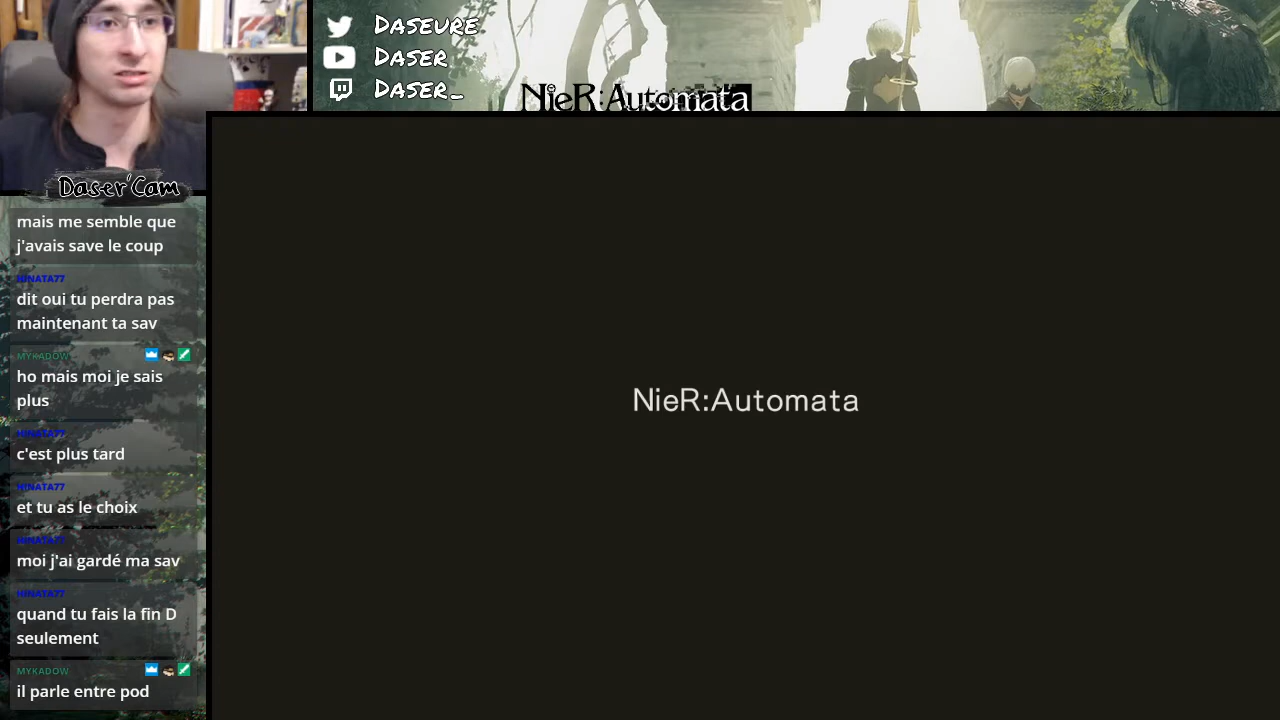 Daseure
Daser
Daser_
NieR:Automata
Daser'Cam
mais me semble que
j'avais save le coup
HINATA77
dit oui tu perdra pas
maintenant ta sav
MYKADOW
ho mais moi je sais
plus
HINATA77
c'est plus tard
HINATA77
et tu as le choix
HINATA77
moi j'ai gardé ma sav
HINATA77
quand tu fais la fin D
seulement
MYKADOW
il parle entre pod
NieR:Automata